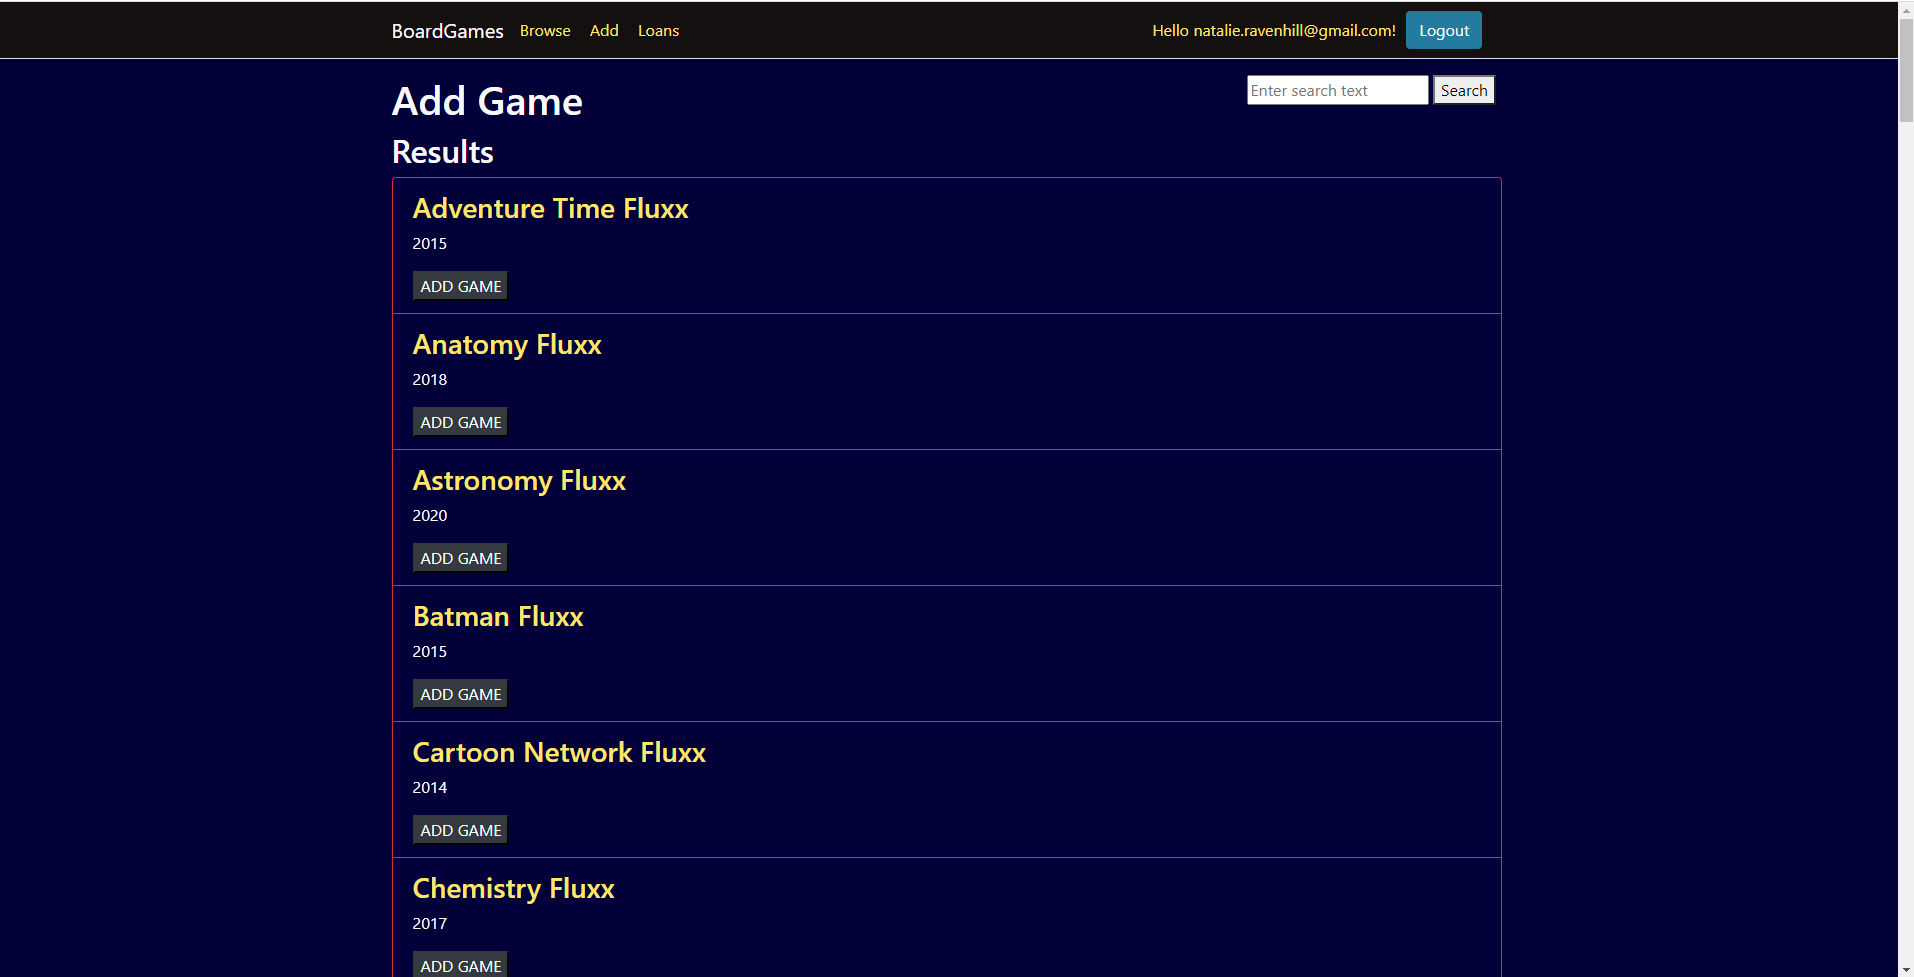 BoardGames Browse Add Loans Hello natalie.ravenhill@gmail.com! Logout
Add Game
Enter search text Search
Results
Adventure Time Fluxx
2015
ADD GAME
Anatomy Fluxx
2018
ADD GAME
Astronomy Fluxx
2020
ADD GAME
Batman Fluxx
2015
ADD GAME
Cartoon Network Fluxx
2014
ADD GAME
Chemistry Fluxx
2017
ADD GAME